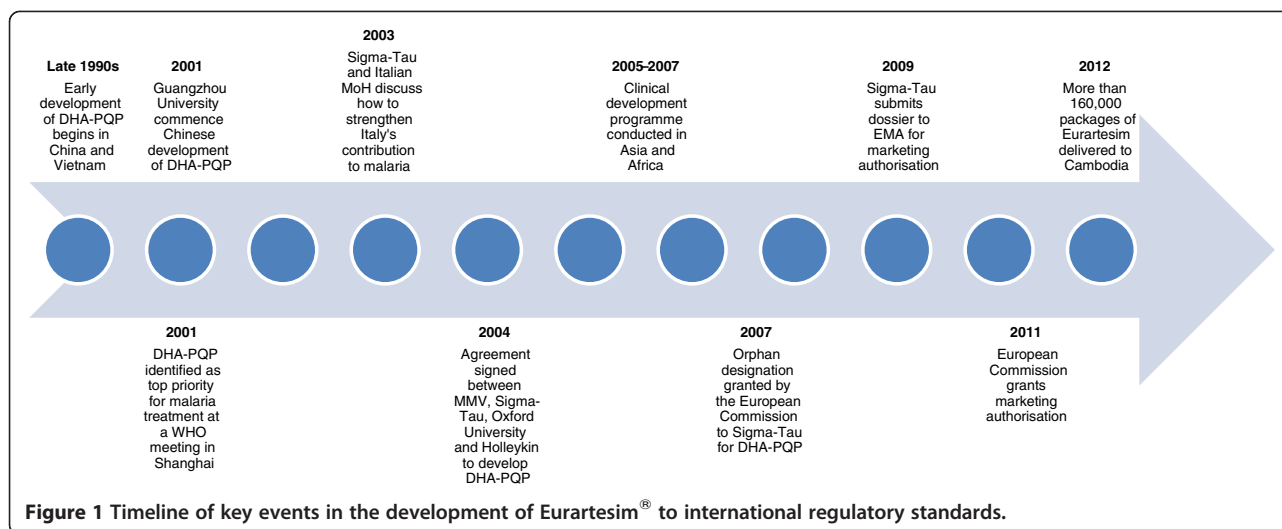 Late 1990s
Early
development
of DHA-PQP
begins in
China and
Vietnam
2001
Guangzhou
University
commence
Chinese
development
of DHA-PQP
2003
Sigma-Tau
and Italian
MoH discuss
how to
strengthen
Italy's
contribution
to malaria
2005–2007
Clinical
development
programme
conducted in
Asia and
Africa
2009
Sigma-Tau
submits
dossier to
EMA for
marketing
authorisation
2012
More than
160,000
packages of
Eurartesim
delivered to
Cambodia
2001
DHA-PQP
identified as
top priority
for malaria
treatment at
a WHO
meeting in
Shanghai
2004
Agreement
signed
between
MMV, Sigma-
Tau, Oxford
University
and Holleykin
to develop
DHA-PQP
2007
Orphan
designation
granted by
the European
Commission
to Sigma-Tau
for DHA-PQP
2011
European
Commission
grants
marketing
authorisation
Figure 1 Timeline of key events in the development of Eurartesim® to international regulatory standards.